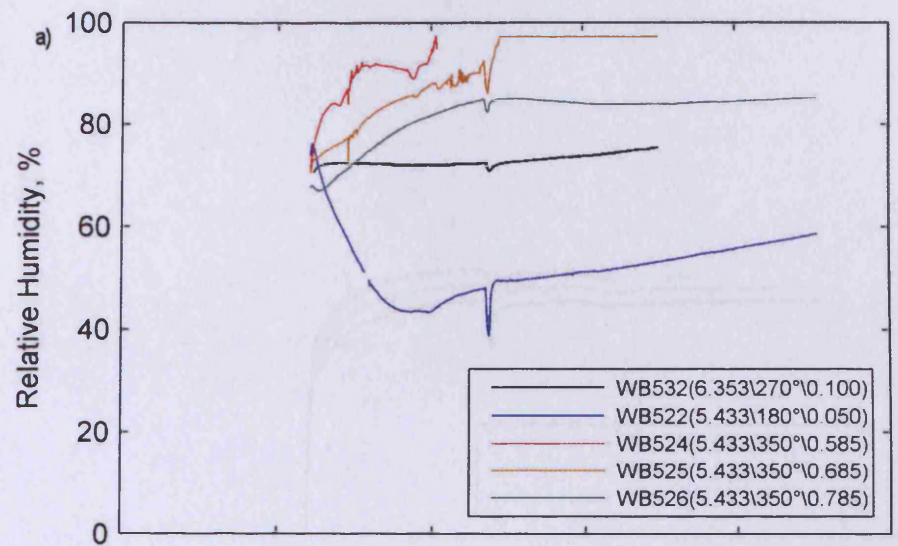 a)
100
80
60
40
20
0
Relative Humidity, %
WB532(6.353\270°\0.100)
WB522(5.433\180°\0.050)
WB524(5.433\350°\0.585)
WB525(5.433\350°\0.685)
WB526(5.433\350°\0.785)